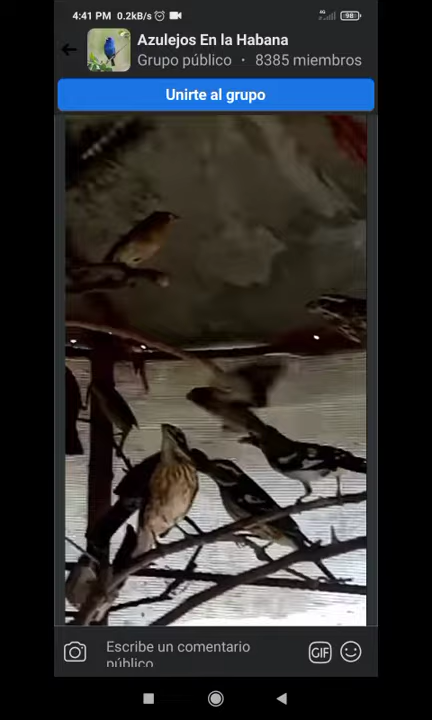 4:41 PM 0.2kB/s
4G 98
Azulejos En la Habana
Grupo público · 8385 miembros
Unirte al grupo
Escribe un comentario
público
GIF